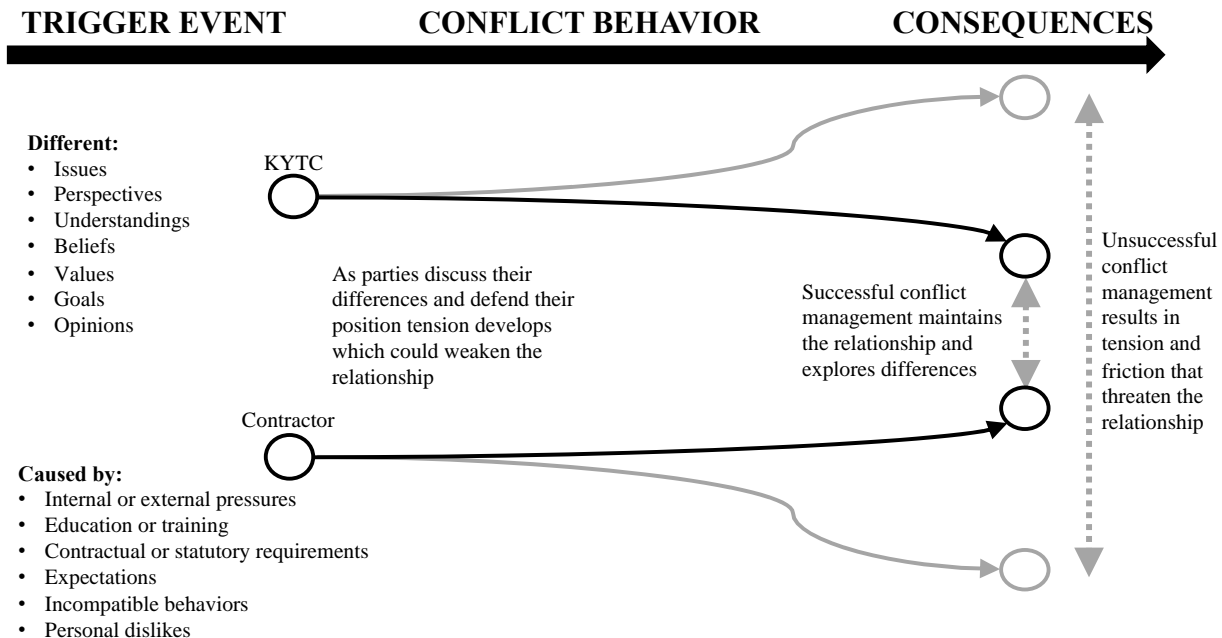 TRIGGER EVENT CONFLICT BEHAVIOR CONSEQUENCES
Different:
• Issues
• Perspectives
• Understandings
• Beliefs
• Values
• Goals
• Opinions
KYTC
As parties discuss their
differences and defend their
position tension develops
which could weaken the
relationship
Successful conflict
management maintains
the relationship and
explores differences
Unsuccessful
conflict
management
results in
tension and
friction that
threaten the
relationship
Contractor
Caused by:
• Internal or external pressures
• Education or training
• Contractual or statutory requirements
• Expectations
• Incompatible behaviors
• Personal dislikes